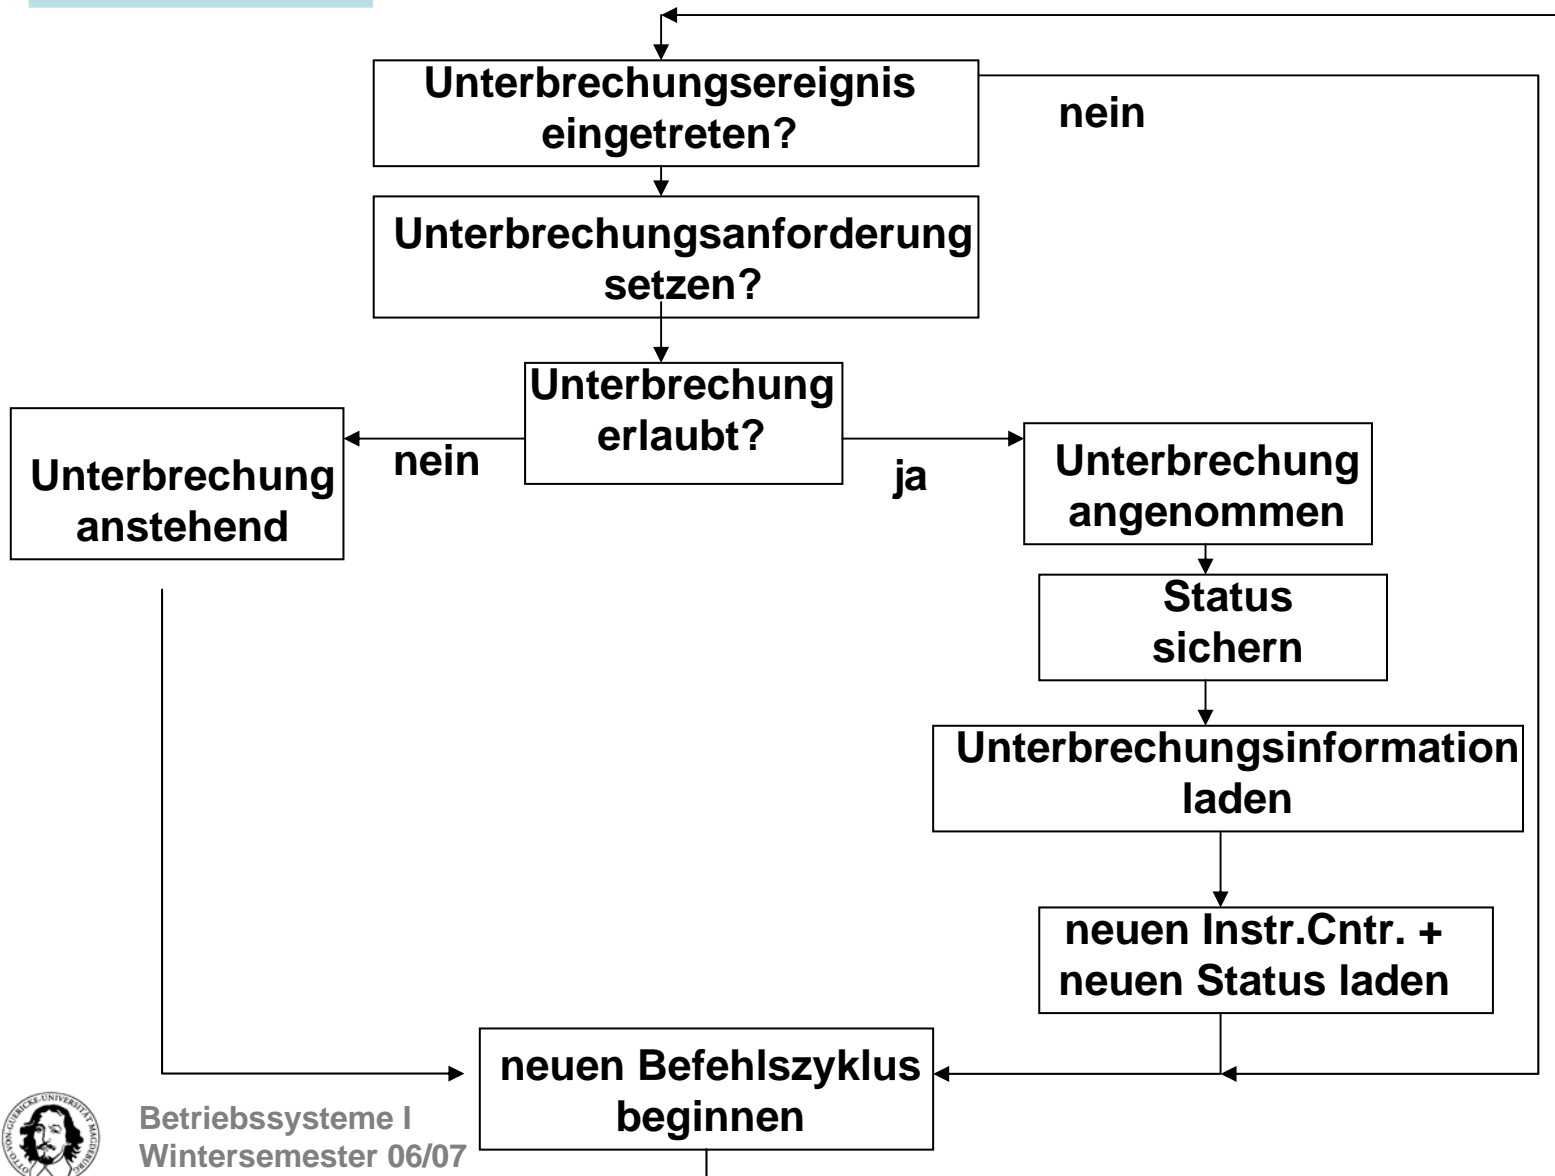 Unterbrechungsereignis
eingetreten?
nein
Unterbrechungsanforderung
setzen?
Unterbrechung
erlaubt?
nein
ja
Unterbrechung
anstehend
Unterbrechung
angenommen
Status
sichern
Unterbrechungsinformation
laden
neuen Instr.Cntr. +
neuen Status laden
neuen Befehlszyklus
beginnen
Betriebssysteme I
Wintersemester 06/07